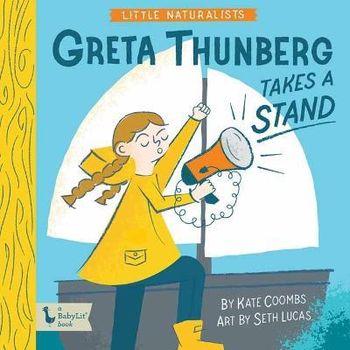 LITTLE NATURALISTS
GRETA THUNBERG
TAKES A
STAND
BY KATE COOMBS
ART BY SETH LUCAS
a
BabyLit®
book